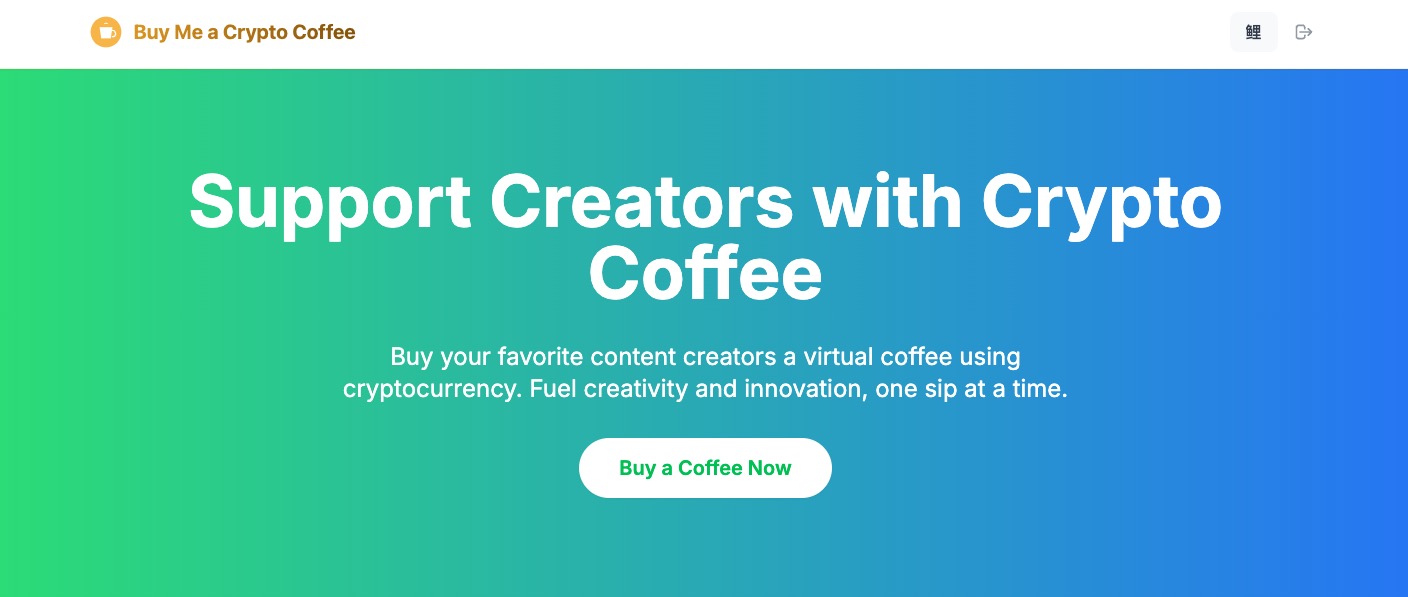 Buy Me a Crypto Coffee
鲤
Support Creators with Crypto
Coffee
Buy your favorite content creators a virtual coffee using
cryptocurrency. Fuel creativity and innovation, one sip at a time.
Buy a Coffee Now